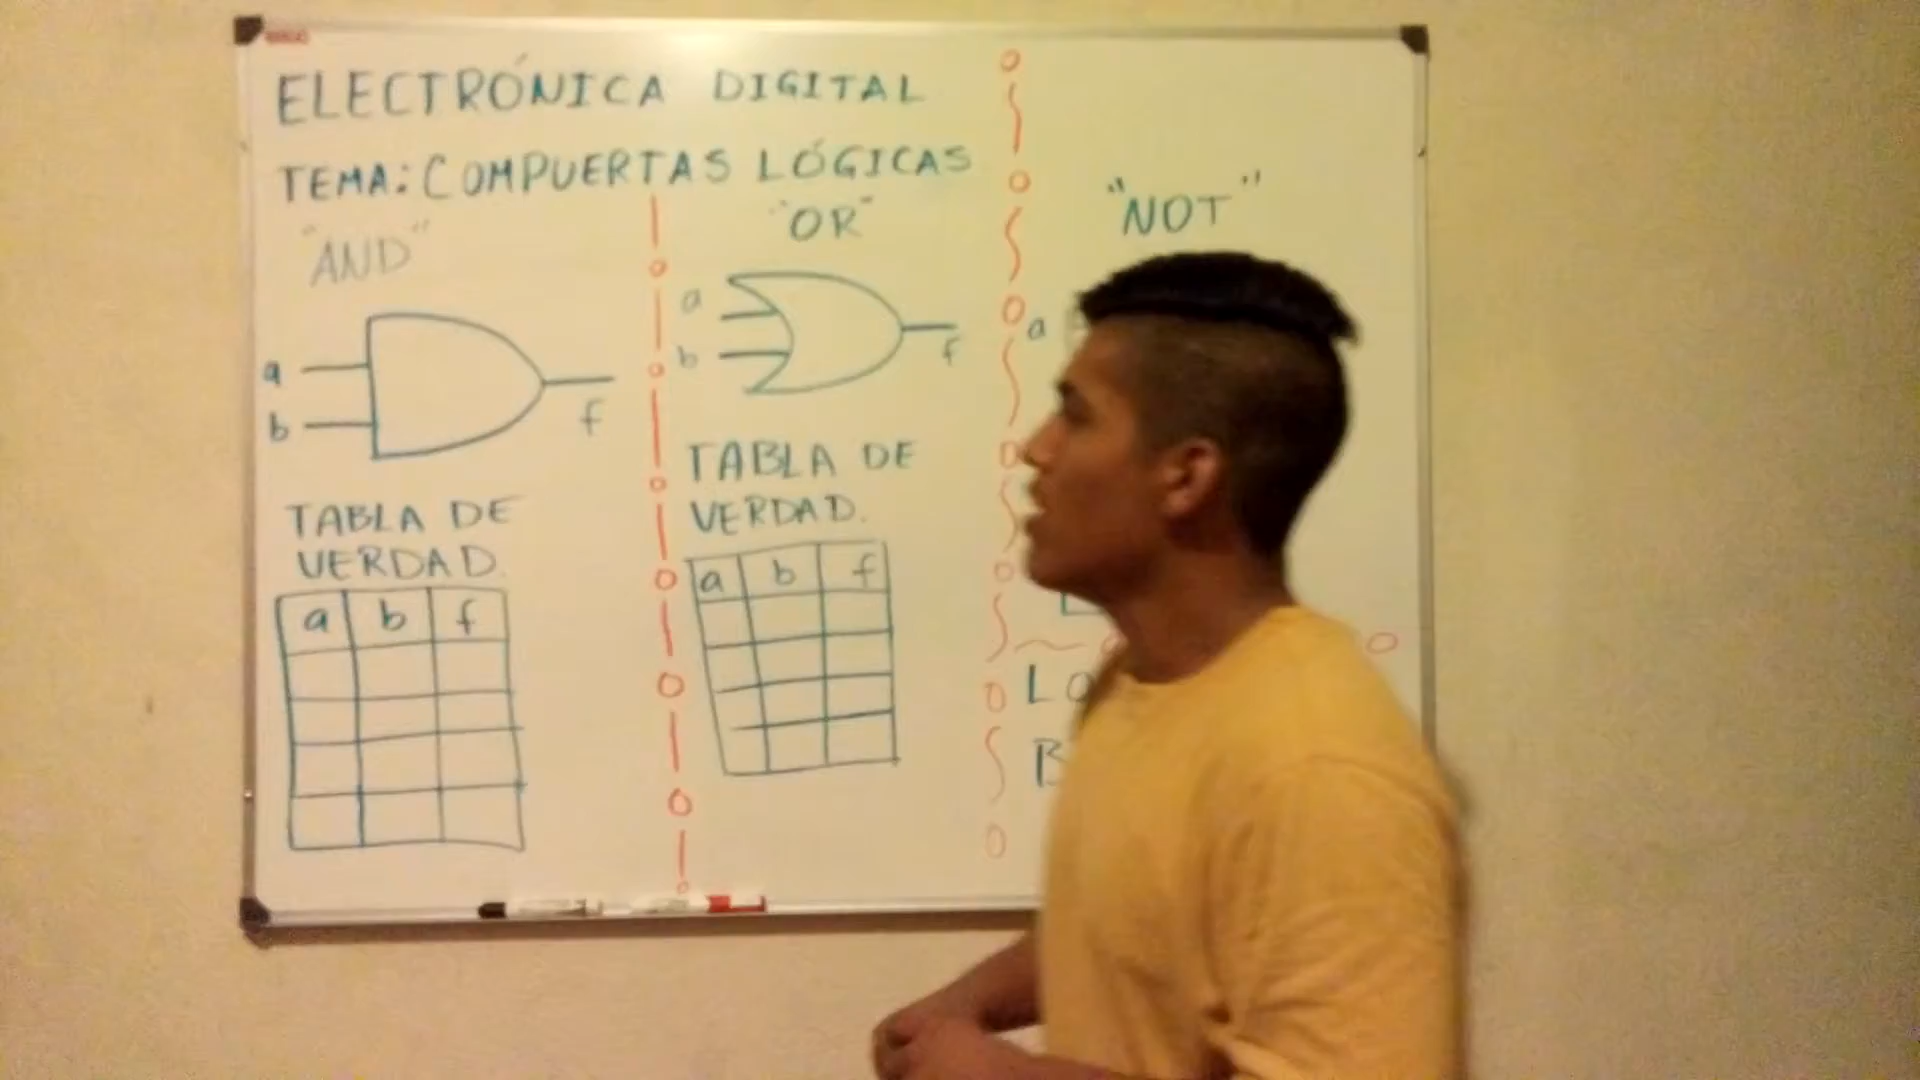 ELECTRÓNICA DIGITAL
TEMA: COMPUERTAS LÓGICAS
"AND"
a
b
f
TABLA DE
VERDAD.
a b f
"OR"
a
b
f
TABLA DE
VERDAD.
a b f
"NOT"
a